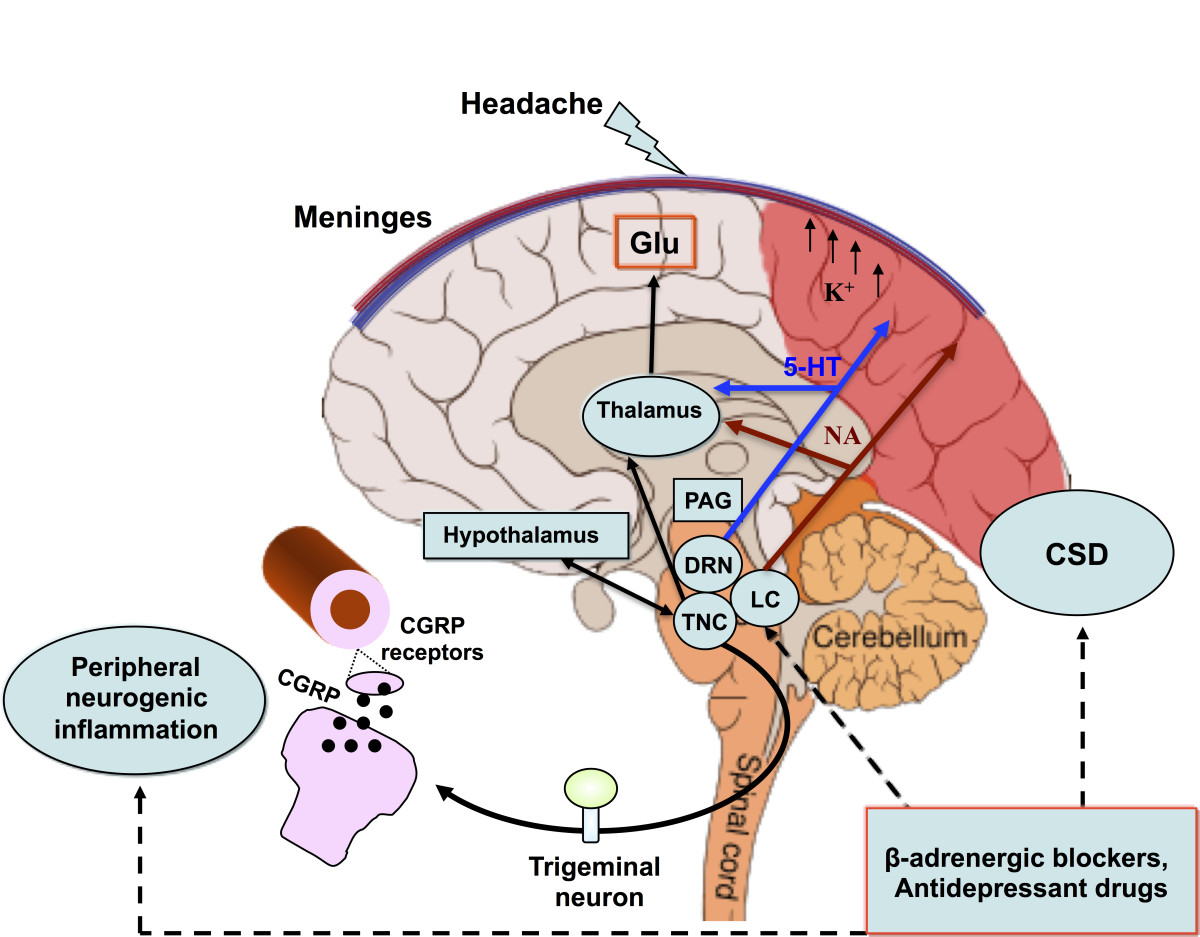 Headache
Meninges
Glu
K+
5-HT
Thalamus
NA
PAG
Hypothalamus
DRN
CSD
LC
TNC
CGRP
receptors
Cerebellum
Peripheral
neurogenic
inflammation
CGRP
Spinal cord
Trigeminal
neuron
β-adrenergic blockers,
Antidepressant drugs